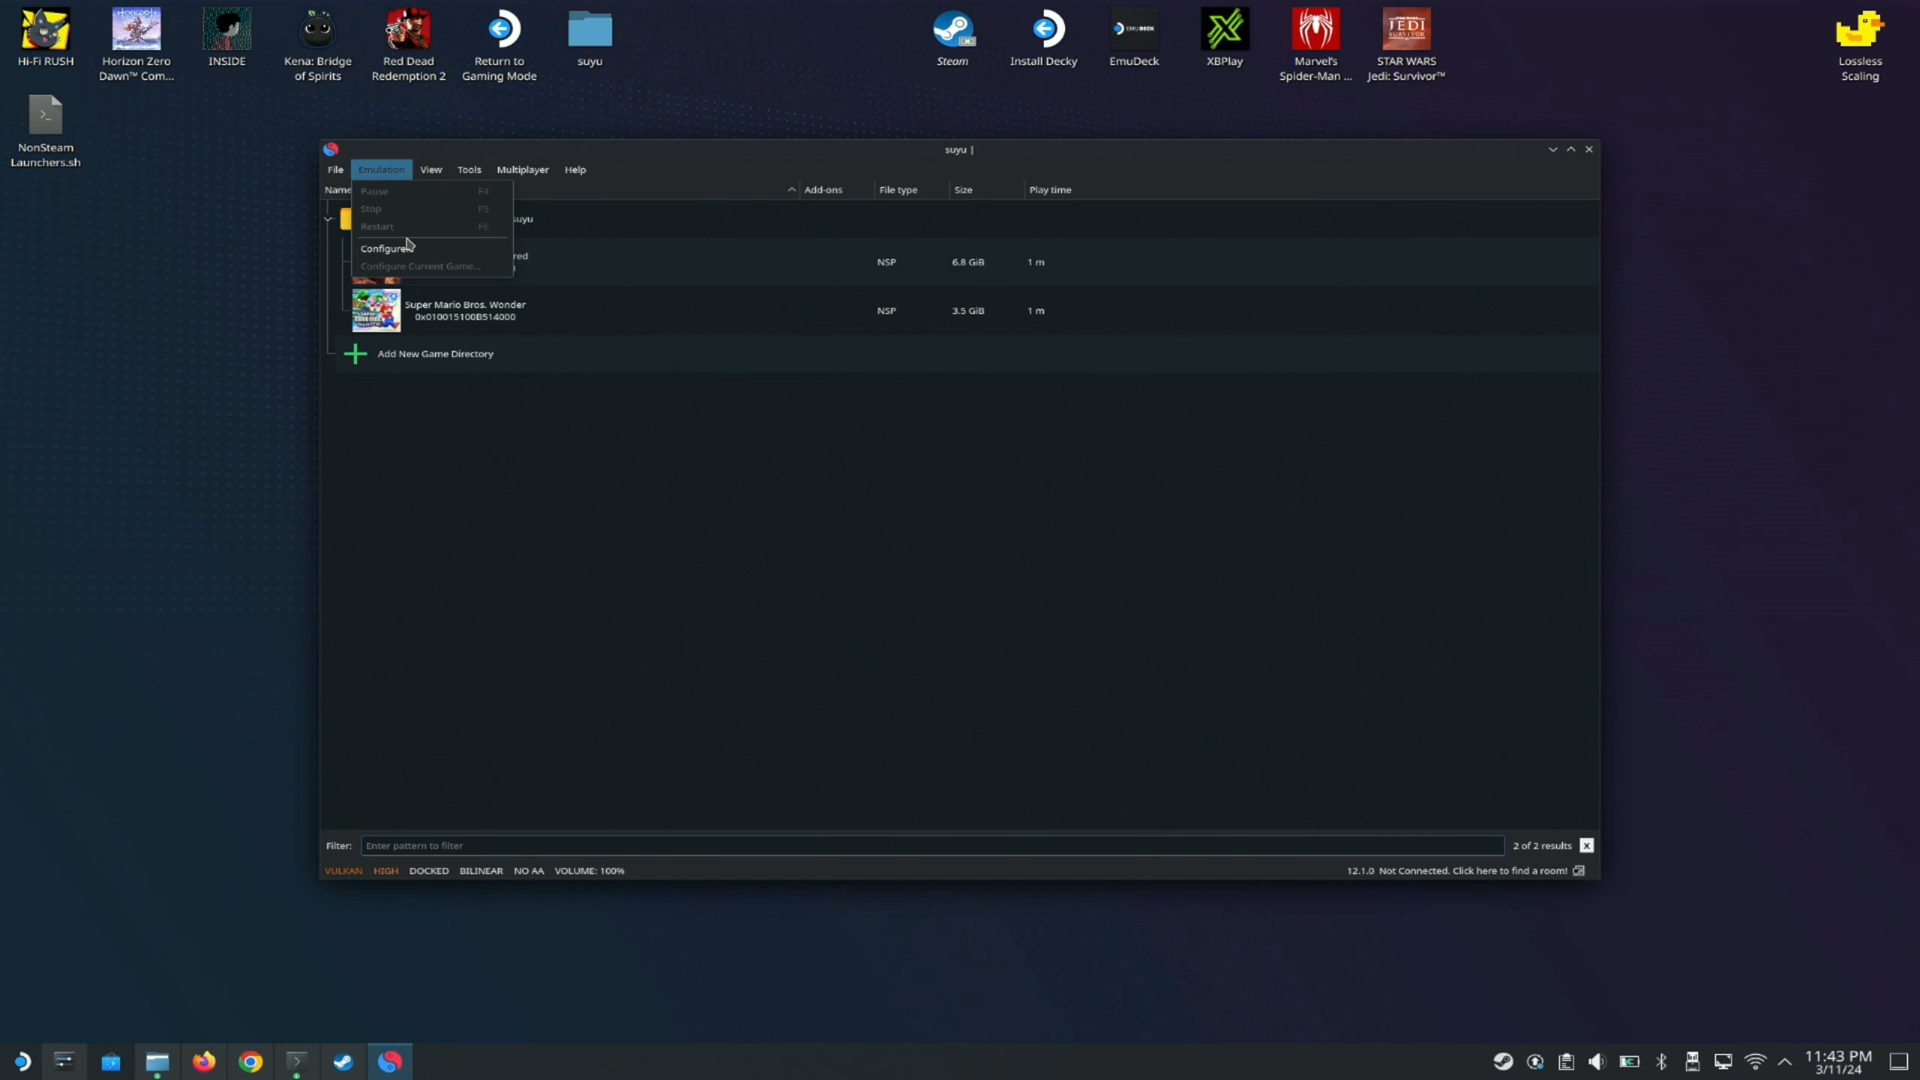 Hi-Fi RUSH
Horizon Zero
Dawn™ Com...
INSIDE
Kena: Bridge
of Spirits
Red Dead
Redemption 2
Return to
Gaming Mode
suyu
Steam
Install Decky
EMUDECK
EmuDeck
XBPlay
Marvel's
Spider-Man ...
JEDI
SURVIVOR
STAR WARS
Jedi: Survivor™
Lossless
Scaling
NonSteam
Launchers.sh
suyu |
File
Emulation
View
Tools
Multiplayer
Help
Name
Add-ons
File type
Size
Play time
Pause F4
Stop F5
Restart F6
Configure...
Configure Current Game...
suyu
red
NSP
6.8 GiB
1 m
Super Mario Bros. Wonder
0x010015100B514000
NSP
3.5 GiB
1 m
Add New Game Directory
Filter:
Enter pattern to filter
2 of 2 results
VULKAN
HIGH
DOCKED
BILINEAR
NO AA
VOLUME: 100%
12.1.0 Not Connected. Click here to find a room!
11:43 PM
3/11/24